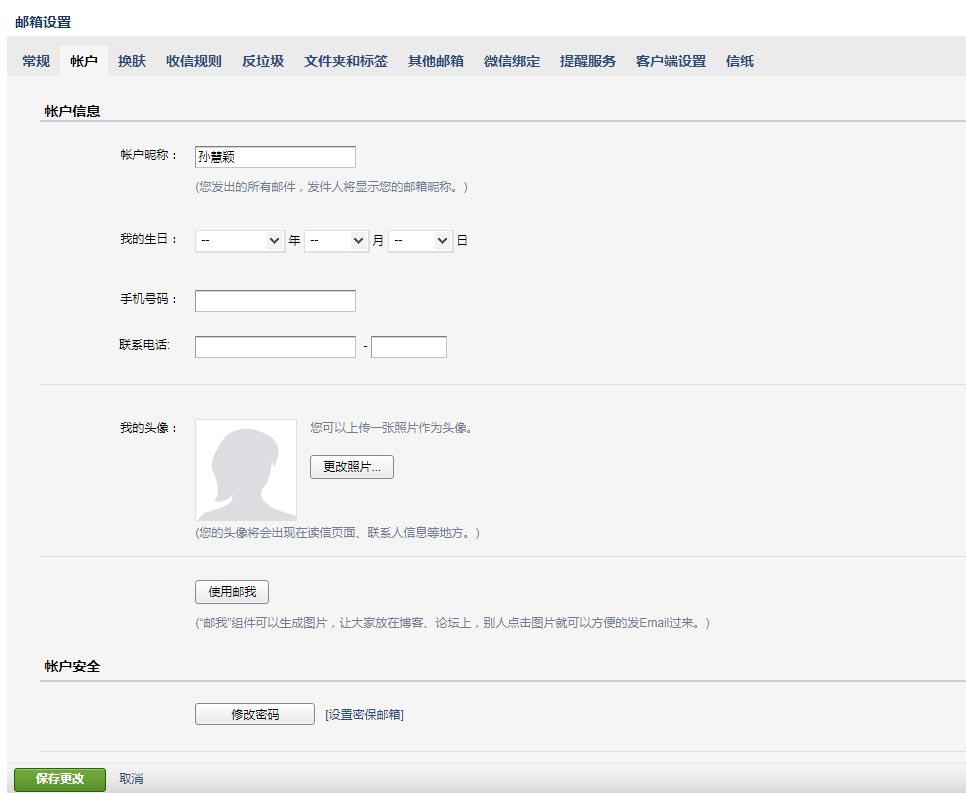 邮箱设置
常规 帐户 换肤 收信规则 反垃圾 文件夹和标签 其他邮箱 微信绑定 提醒服务 客户端设置 信纸
帐户信息
帐户昵称： 孙慧颖
(您发出的所有邮件，发件人将显示您的邮箱昵称。)
我的生日： -- 年 -- 月 -- 日
手机号码：
联系电话: -
我的头像： 您可以上传一张照片作为头像。
更改照片...
(您的头像将会出现在读信页面、联系人信息等地方。)
使用邮我
("邮我"组件可以生成图片，让大家放在博客、论坛上，别人点击图片就可以方便的发Email过来。)
帐户安全
修改密码 [设置密保邮箱]
保存更改 取消